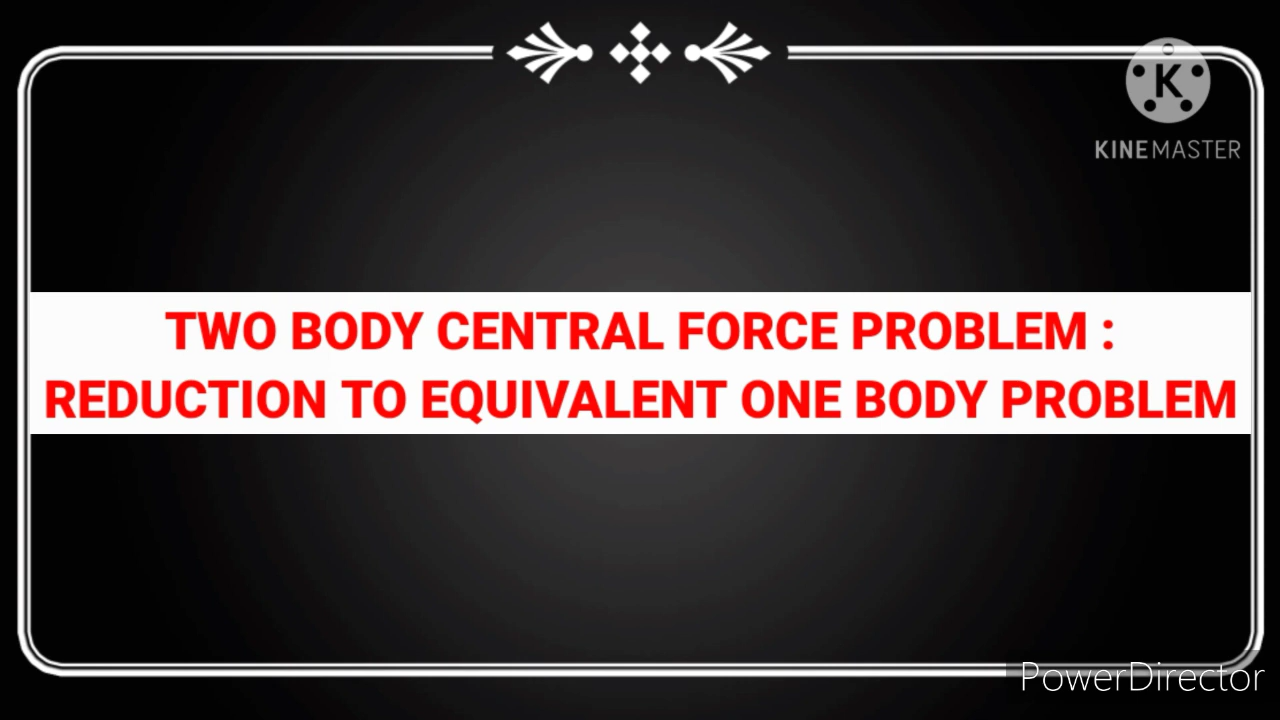 K
KINEMASTER
TWO BODY CENTRAL FORCE PROBLEM :
REDUCTION TO EQUIVALENT ONE BODY PROBLEM
PowerDirector